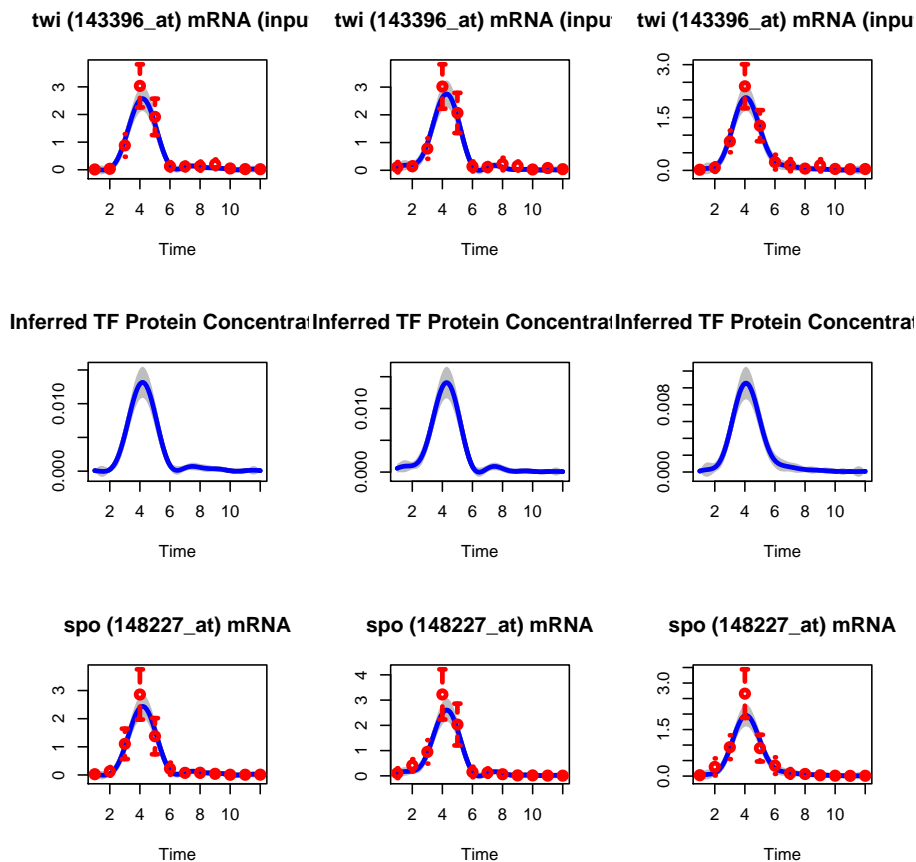 twi (143396_at) mRNA (inpu twi (143396_at) mRNA (inpu twi (143396_at) mRNA (inpu
3
2
1
0
2 4 6 8 10
Time
3
2
1
0
2 4 6 8 10
Time
3.0
1.5
0.0
2 4 6 8 10
Time
Inferred TF Protein Concentrat Inferred TF Protein Concentrat Inferred TF Protein Concentrat
0.010
0.000
2 4 6 8 10
Time
0.010
0.000
2 4 6 8 10
Time
0.008
0.000
2 4 6 8 10
Time
spo (148227_at) mRNA spo (148227_at) mRNA spo (148227_at) mRNA
3
2
1
0
2 4 6 8 10
Time
4
3
2
1
0
2 4 6 8 10
Time
3.0
1.5
0.0
2 4 6 8 10
Time